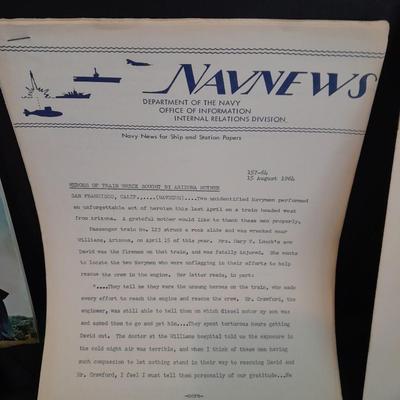 NAVNEWS
DEPARTMENT OF THE NAVY
OFFICE OF INFORMATION
INTERNAL RELATIONS DIVISION
Navy News for Ship and Station Papers
157-64
15 August 1964
HEROES OF TRAIN WRECK SOUGHT BY ARIZONA MOTHER
SAN FRANCISCO, CALIF.,....(NAVNEWS)....Two unidentified Navymen performed
an unforgettable act of heroism this last April on a train headed west
from Arizona. A grateful mother would like to thank these men properly.
Passenger train No. 123 struck a rock slide and was wrecked near
Williams, Arizona, on April 15 of this year. Mrs. Mary V. Lusk's son
David was the fireman on that train, and was fatally injured. She wants
to locate the two Navymen who were unflagging in their efforts to help
rescue the crew in the engine. Her letter reads, in part:
"....They tell me they were the unsung heroes on the train, who made
every effort to reach the engine and rescue the crew. Mr. Crawford, the
engineer, was still able to tell them on which diesel motor my son was
and asked them to go and get him....They spent torturous hours getting
David out. The doctor at the Williams hospital told us the exposure in
the cold night air was terrible, and when I think of these men having
such compassion to let nothing stand in their way to rescuing David and
Mr. Crawford, I feel I must tell them personally of our gratitude...We
-more-